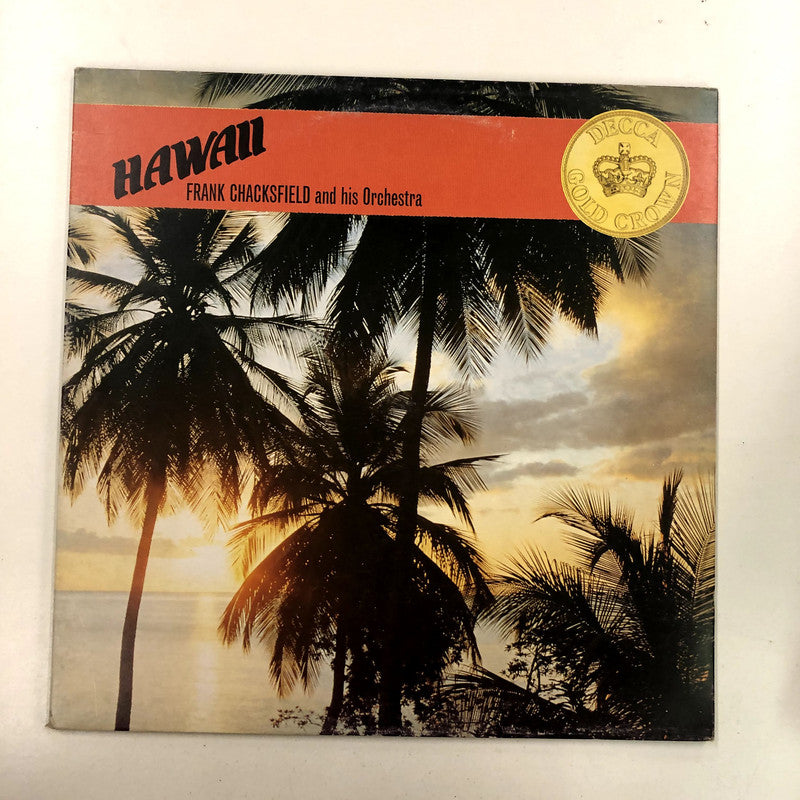 HAWAII
FRANK CHACKSFIELD and his Orchestra
DECCA
GOLD CROWN